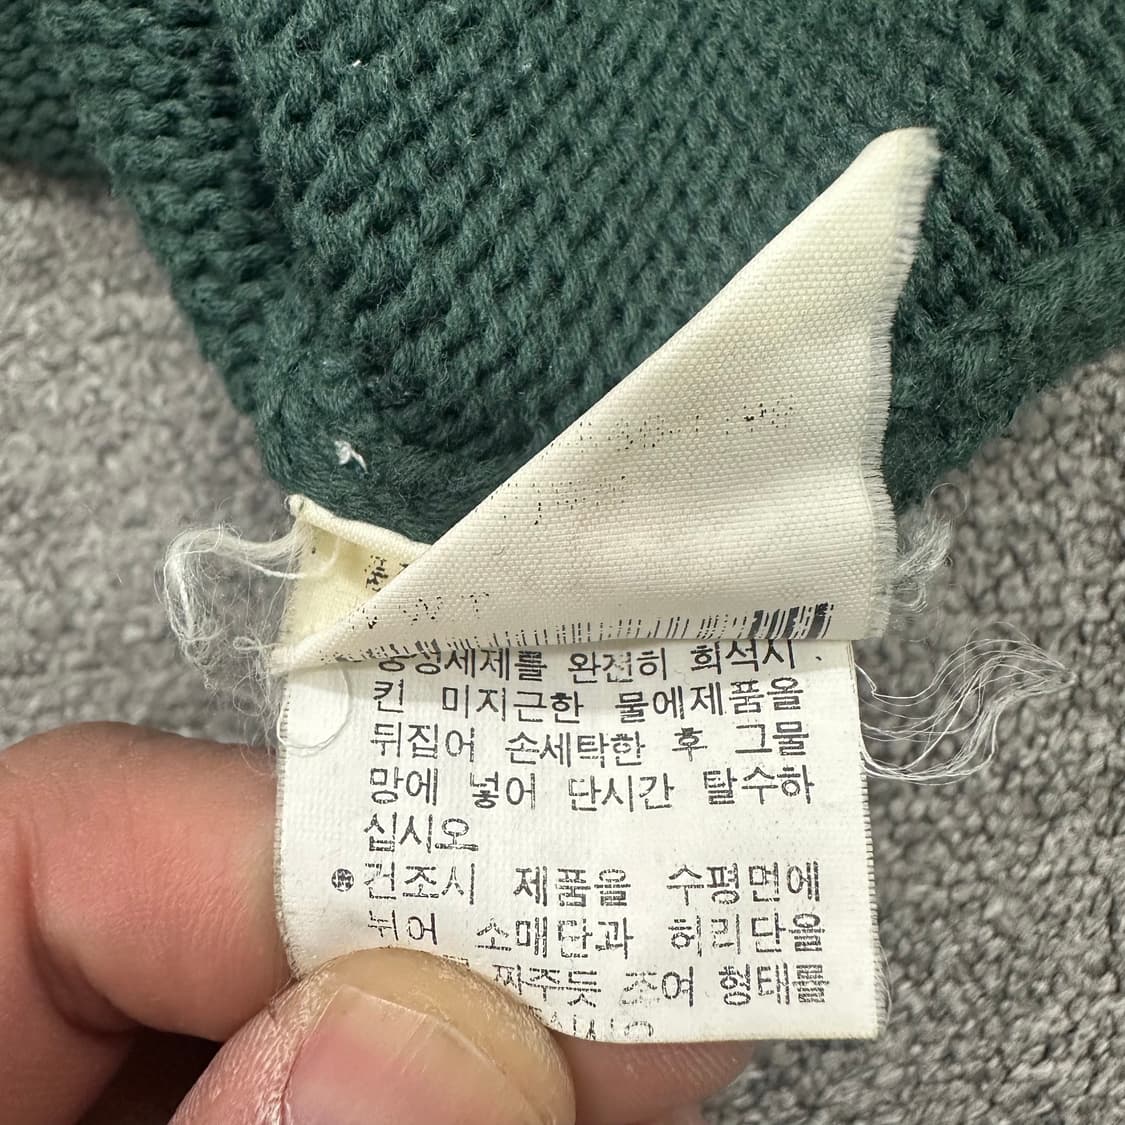 중성세제를 완전히 희석시
킨 미지근한 물에제품을
뒤집어 손세탁한 후 그물
망에 넣어 단시간 탈수하
십시오
건조시 제품을 수평면에
뉘어 소매단과 허리단을
짜주듯 조여 형태를
십시오